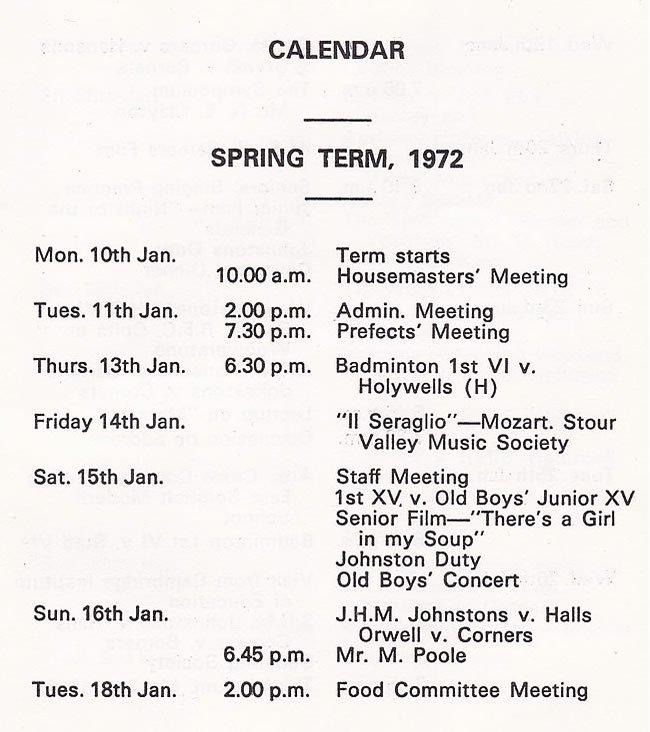 CALENDAR
SPRING TERM, 1972
Mon. 10th Jan. Term starts
10.00 a.m. Housemasters' Meeting
Tues. 11th Jan. 2.00 p.m. Admin. Meeting
7.30 p.m. Prefects' Meeting
Thurs. 13th Jan. 6.30 p.m. Badminton 1st VI v.
Holywells (H)
Friday 14th Jan. "Il Seraglio"—Mozart. Stour
Valley Music Society
Sat. 15th Jan. Staff Meeting
1st XV, v. Old Boys' Junior XV
Senior Film—"There's a Girl
in my Soup"
Johnston Duty
Old Boys' Concert
Sun. 16th Jan. J.H.M. Johnstons v. Halls
Orwell v. Corners
6.45 p.m. Mr. M. Poole
Tues. 18th Jan. 2.00 p.m. Food Committee Meeting